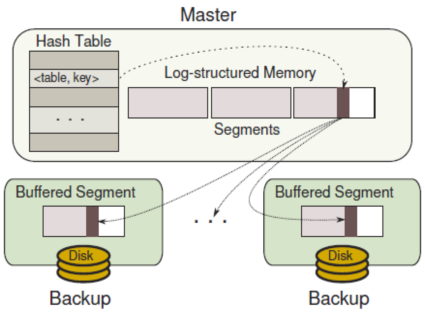 Master
Hash Table
<table, key>
. . .
Log-structured Memory
Segments
Buffered Segment
Disk
Backup
. . .
Buffered Segment
Disk
Backup